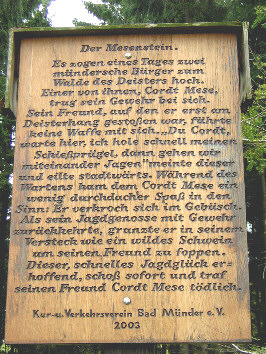 Der Mesenstein.
Es zogen eines Tages zwei
mündersche Bürger zum
Walde des Deisters hoch.
Einer von ihnen, Cordt Mese,
trug sein Gewehr bei sich.
Sein Freund, auf den er erst am
Deisterhang gestoßen war, führte
keine Waffe mit sich. „Du Cordt,
warte hier, ich hole schnell meinen
Schießprügel, dann gehen wir
miteinander Jagen" meinte dieser
und eilte stadtwärts. Während des
Wartens kam dem Cordt Mese ein
wenig durchdachter Spaß in den
Sinn: Er verkroch sich im Gebüsch.
Als sein Jagdgenosse mit Gewehr
zurückkehrte, grunzte er in seinem
Versteck wie ein wildes Schwein
um seinen Freund zu foppen.
Dieser, schnelles Jagdglück er=
hoffend, schoß sofort und traf
seinen Freund Cordt Mese tödlich.
Kur-u. Verkehrsverein Bad Münder e.V.
2003